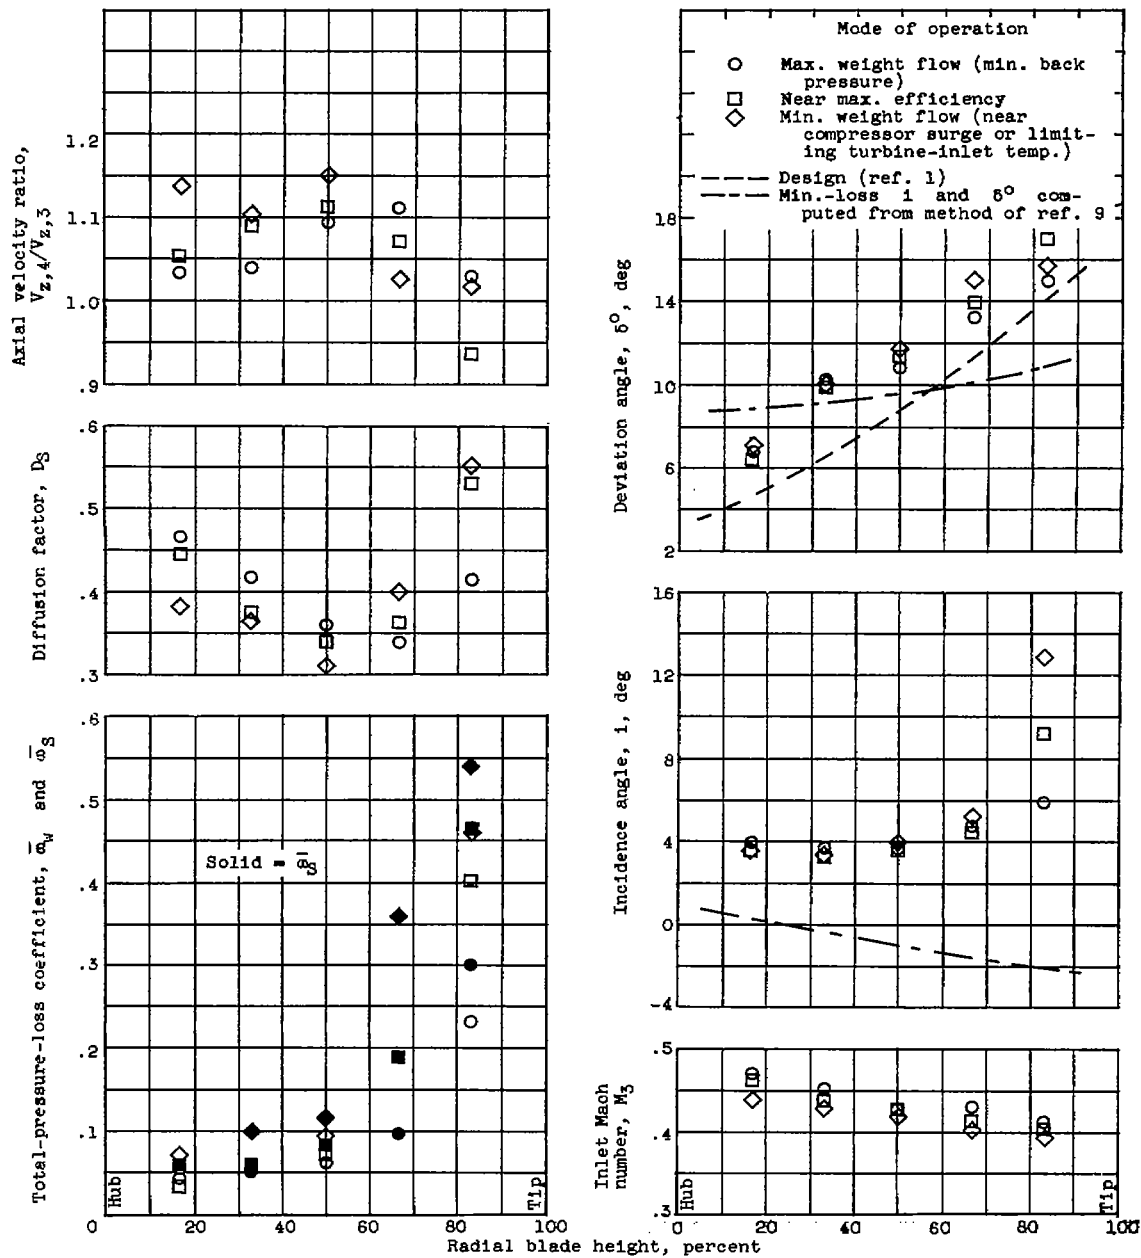 Axial velocity ratio,
V_z,4/V_z,3
1.2
1.1
1.0
.9
Diffusion factor, D_S
.6
.5
.4
.3
Total-pressure-loss coefficient, ω̄_w and ω̄_S
.6
.5
.4
.3
.2
.1
Solid = ω̄_S
Hub
Tip
0 20 40 60 80 100
Mode of operation
Max. weight flow (min. back
pressure)
Near max. efficiency
Min. weight flow (near
compressor surge or limit-
ing turbine-inlet temp.)
Design (ref. 1)
Min.-loss i and δ° com-
puted from method of ref. 9
Deviation angle, δ°, deg
18
14
10
6
2
Incidence angle, i, deg
16
12
8
4
0
-4
Inlet Mach
number, M_3
.5
.4
.3
Hub
Tip
0 20 40 60 80 100
Radial blade height, percent